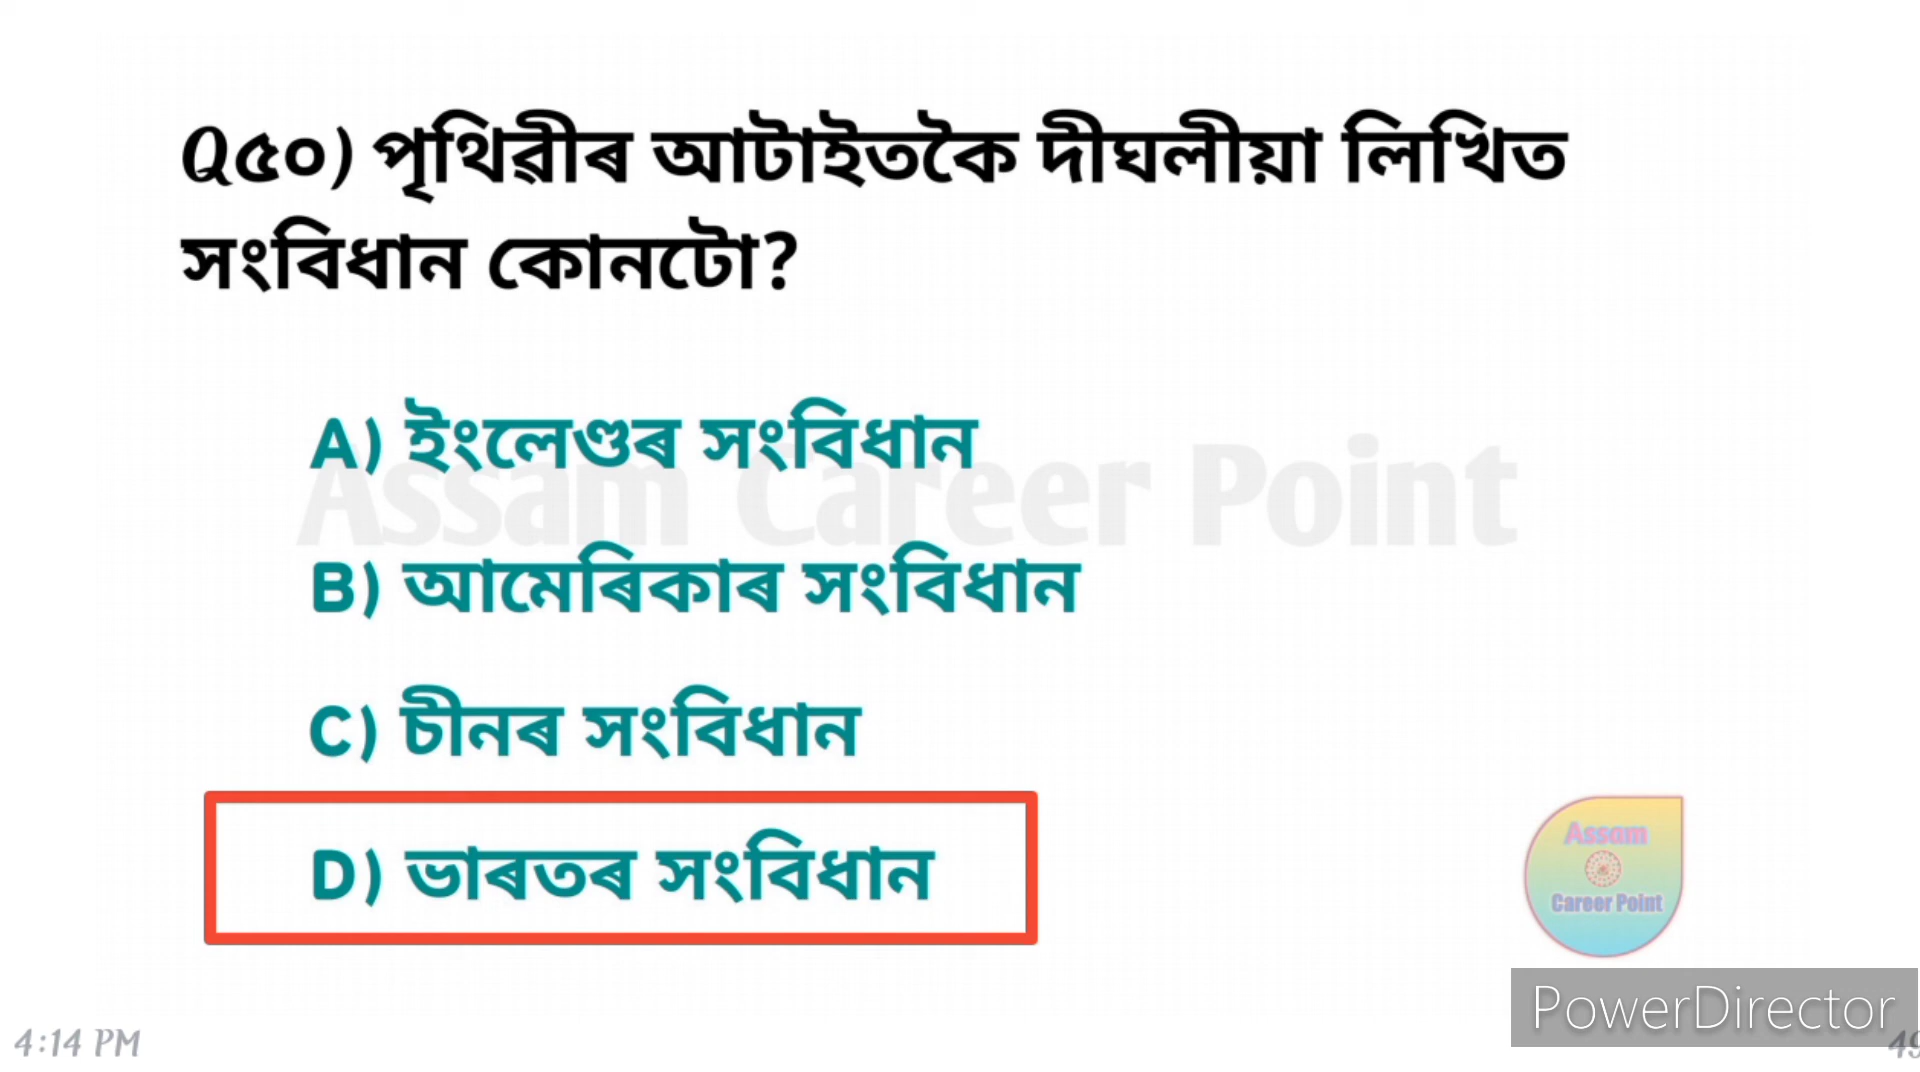 Q৫০) পৃথিৱীৰ আটাইতকৈ দীঘলীয়া লিখিত
সংবিধান কোনটো?
A) ইংলেণ্ডৰ সংবিধান
Assam Career Point
B) আমেৰিকাৰ সংবিধান
C) চীনৰ সংবিধান
D) ভাৰতৰ সংবিধান
Assam
Career Point
PowerDirector
4:14 PM
49